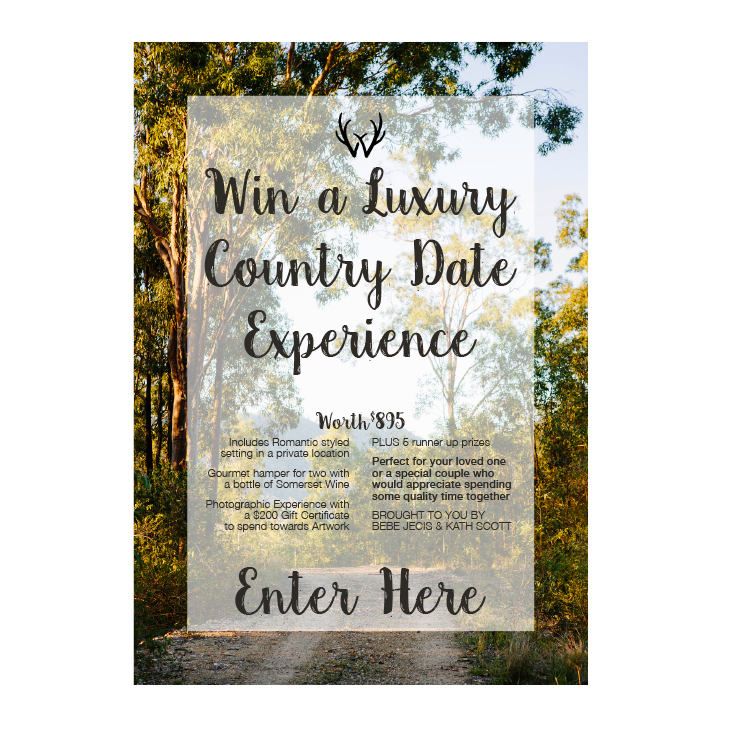 Win a Luxury
Country Date
Experience
Worth $895
Includes Romantic styled
setting in a private location
Gourmet hamper for two with
a bottle of Somerset Wine
Photographic Experience with
a $200 Gift Certificate
to spend towards Artwork
PLUS 5 runner up prizes
Perfect for your loved one
or a special couple who
would appreciate spending
some quality time together
BROUGHT TO YOU BY
BEBE JECIS & KATH SCOTT
Enter Here